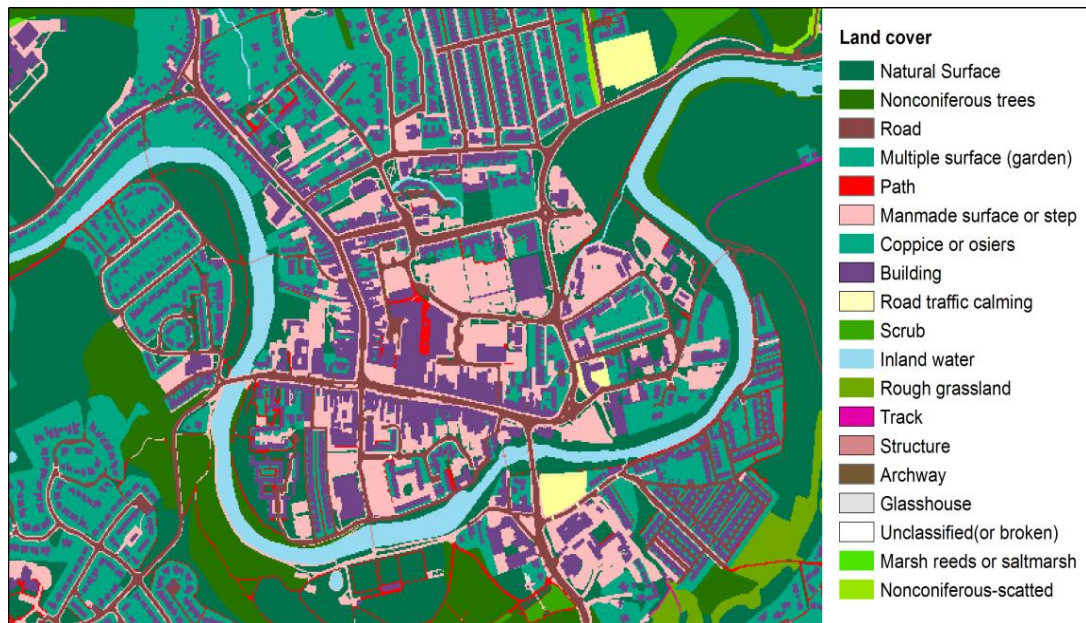 Land cover
Natural Surface
Nonconiferous trees
Road
Multiple surface (garden)
Path
Manmade surface or step
Coppice or osiers
Building
Road traffic calming
Scrub
Inland water
Rough grassland
Track
Structure
Archway
Glasshouse
Unclassified(or broken)
Marsh reeds or saltmarsh
Nonconiferous-scatted